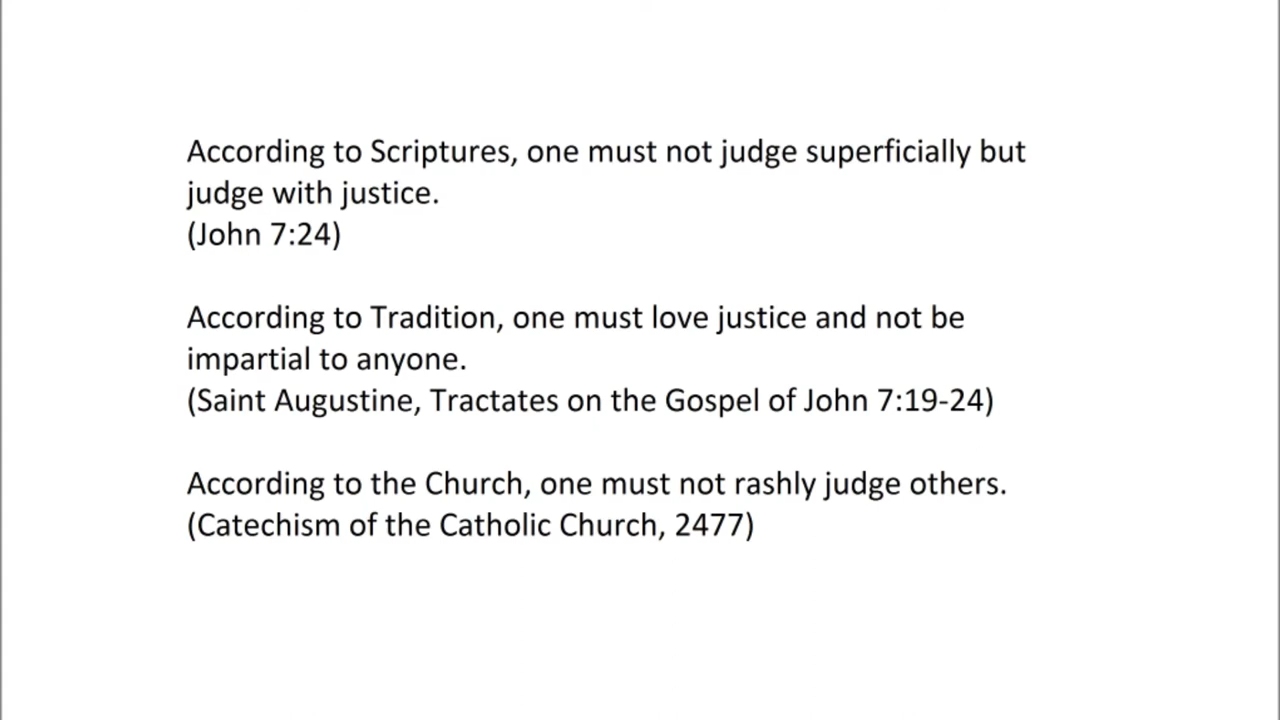 According to Scriptures, one must not judge superficially but
judge with justice.
(John 7:24)
According to Tradition, one must love justice and not be
impartial to anyone.
(Saint Augustine, Tractates on the Gospel of John 7:19-24)
According to the Church, one must not rashly judge others.
(Catechism of the Catholic Church, 2477)